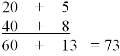 20 + 5
40 + 8
60 + 13 = 73